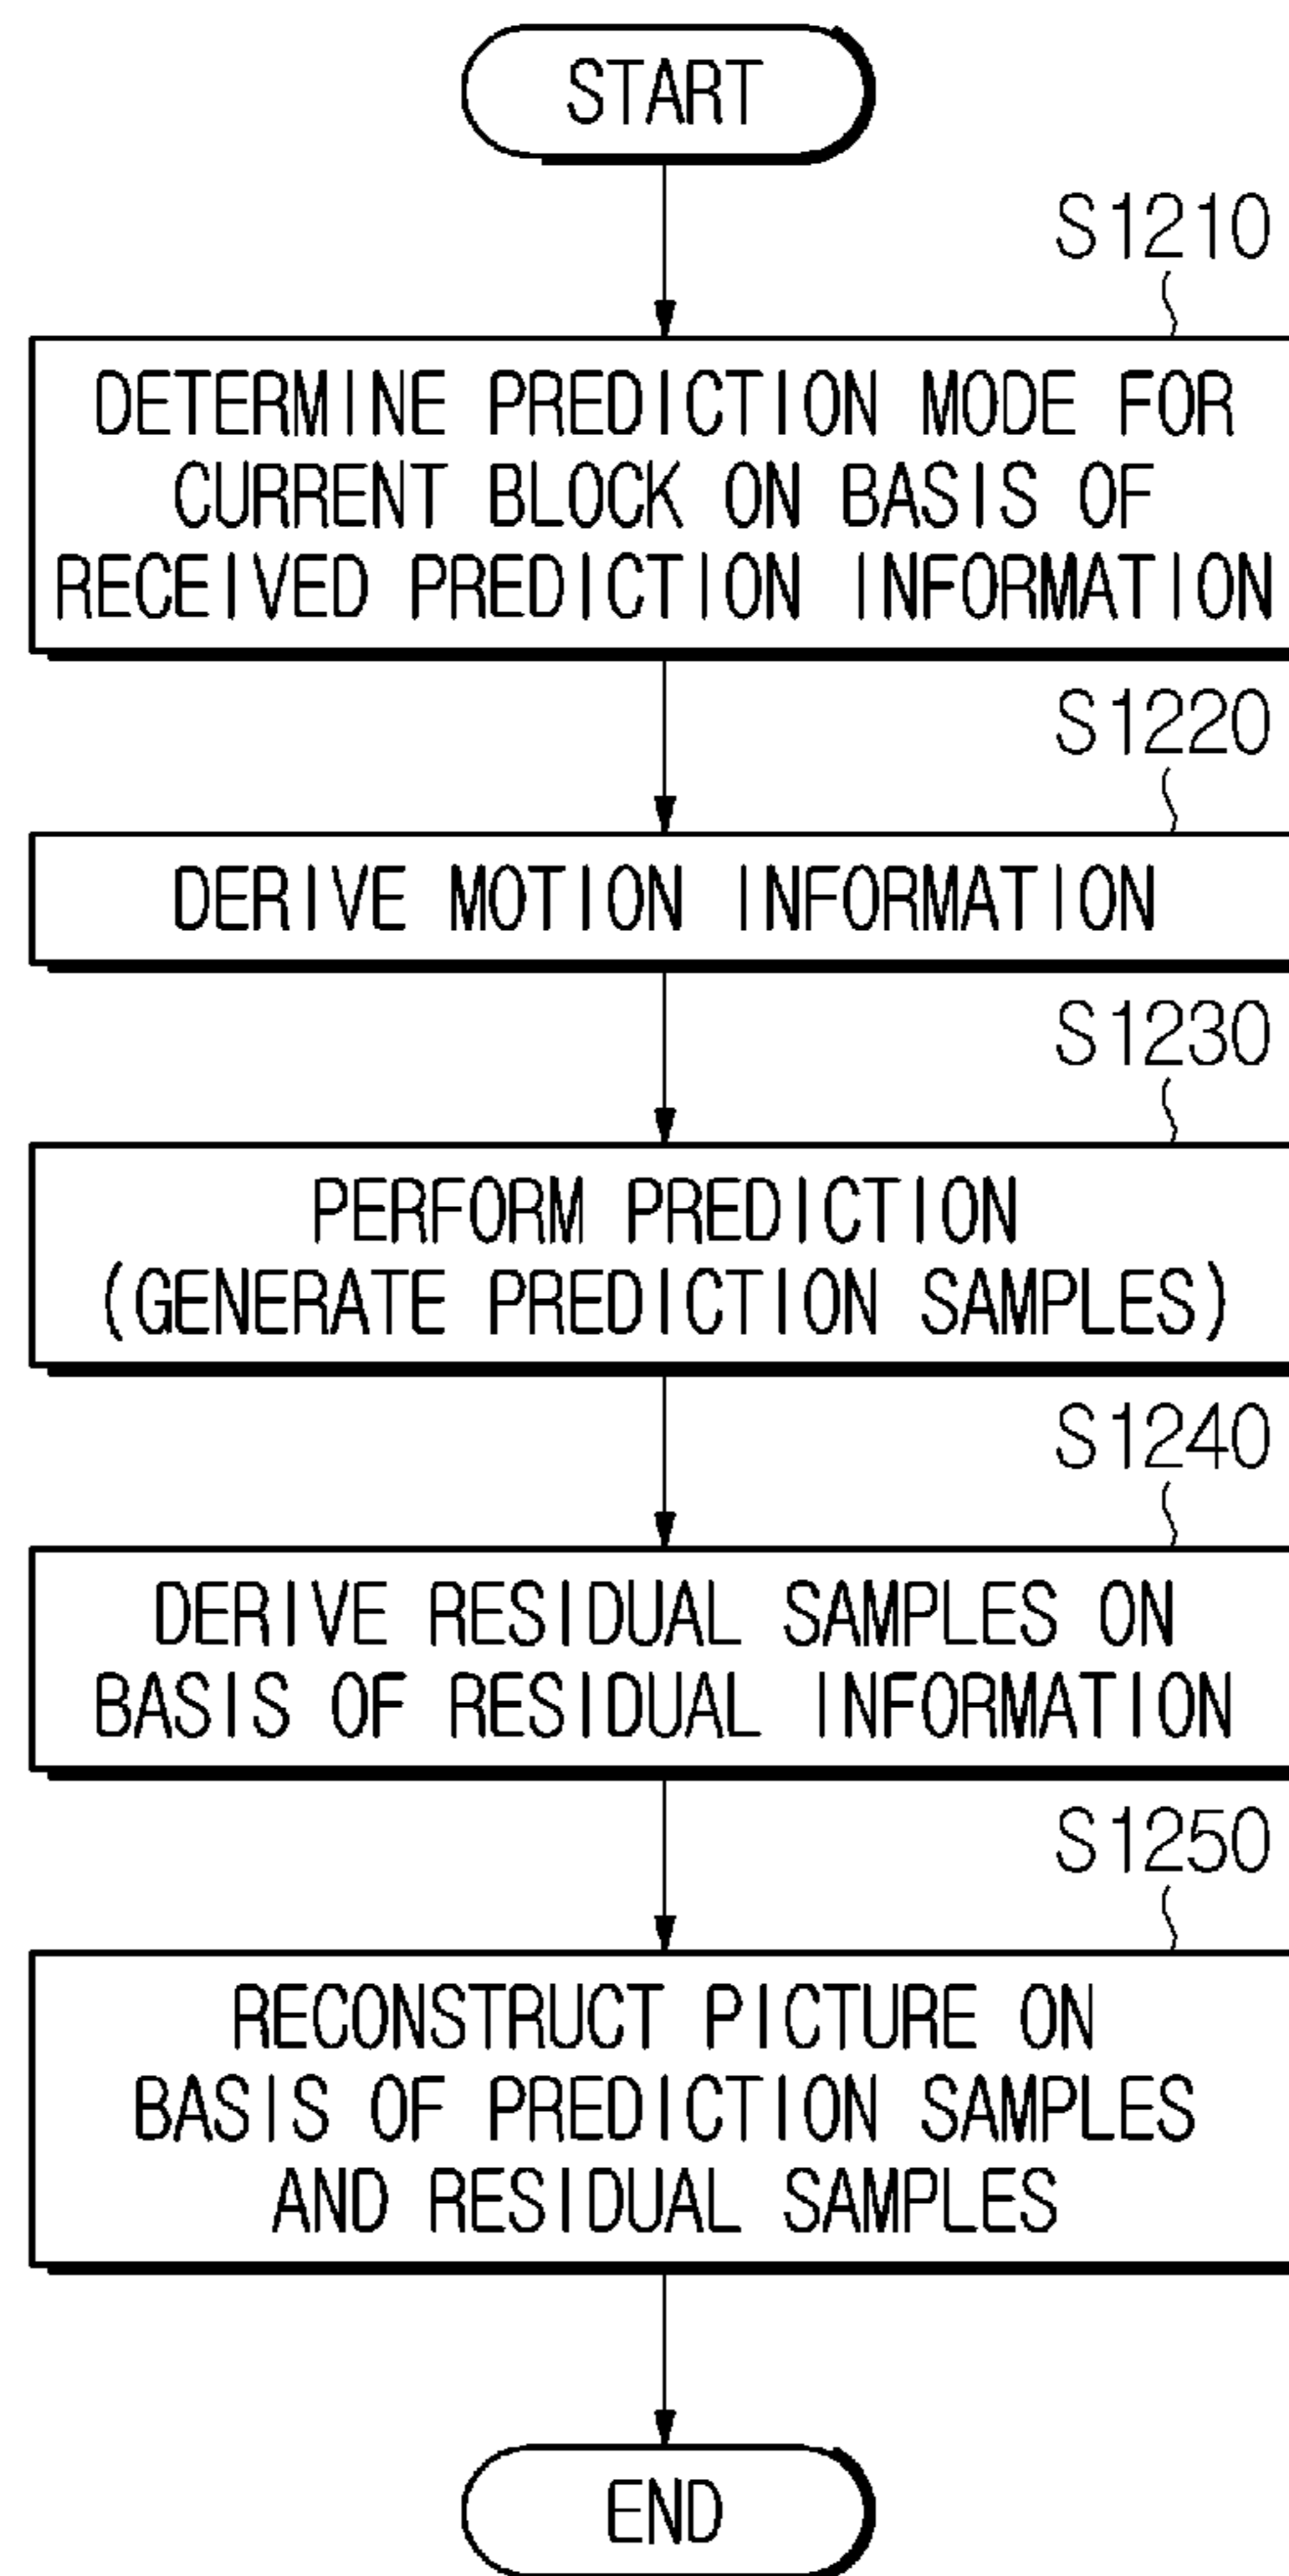 START
S1210
DETERMINE PREDICTION MODE FOR
CURRENT BLOCK ON BASIS OF
RECEIVED PREDICTION INFORMATION
S1220
DERIVE MOTION INFORMATION
S1230
PERFORM PREDICTION
(GENERATE PREDICTION SAMPLES)
S1240
DERIVE RESIDUAL SAMPLES ON
BASIS OF RESIDUAL INFORMATION
S1250
RECONSTRUCT PICTURE ON
BASIS OF PREDICTION SAMPLES
AND RESIDUAL SAMPLES
END